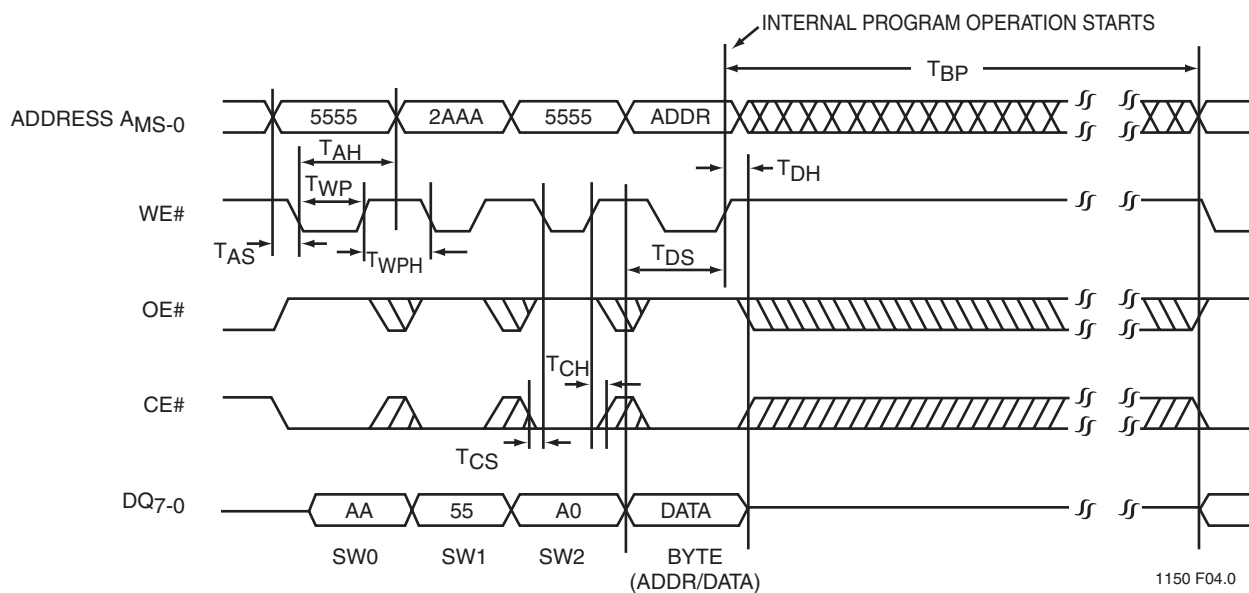 INTERNAL PROGRAM OPERATION STARTS
TBP
ADDRESS AMS-0
5555
2AAA
5555
ADDR
TAH
TDH
TWP
WE#
TAS
TWPH
TDS
OE#
TCH
CE#
TCS
DQ7-0
AA
55
A0
DATA
SW0
SW1
SW2
BYTE
(ADDR/DATA)
1150 F04.0